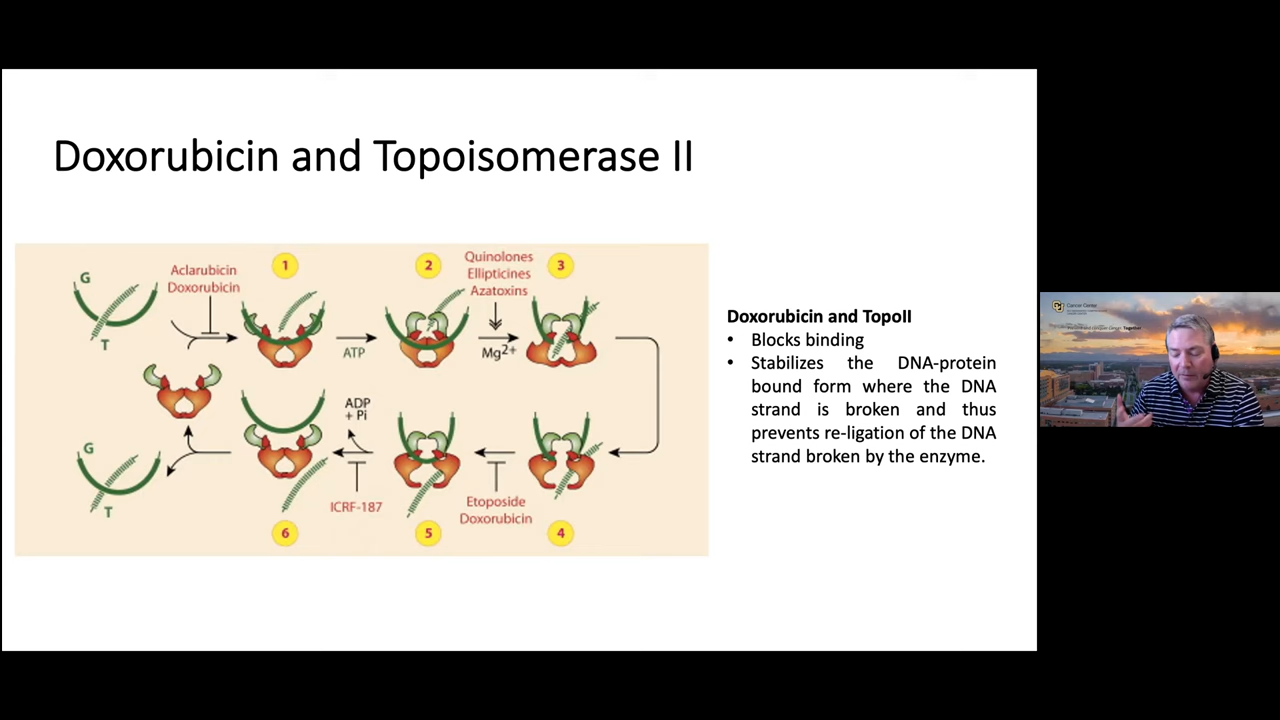 Doxorubicin and Topoisomerase II
G
T
Aclarubicin
Doxorubicin
1
ATP
2
Quinolones
Ellipticines
Azatoxins
Mg2+
3
G
T
6
ADP
+ Pi
ICRF-187
5
Etoposide
Doxorubicin
4
Doxorubicin and TopoII
• Blocks binding
• Stabilizes the DNA-protein
bound form where the DNA
strand is broken and thus
prevents re-ligation of the DNA
strand broken by the enzyme.
Cancer Center